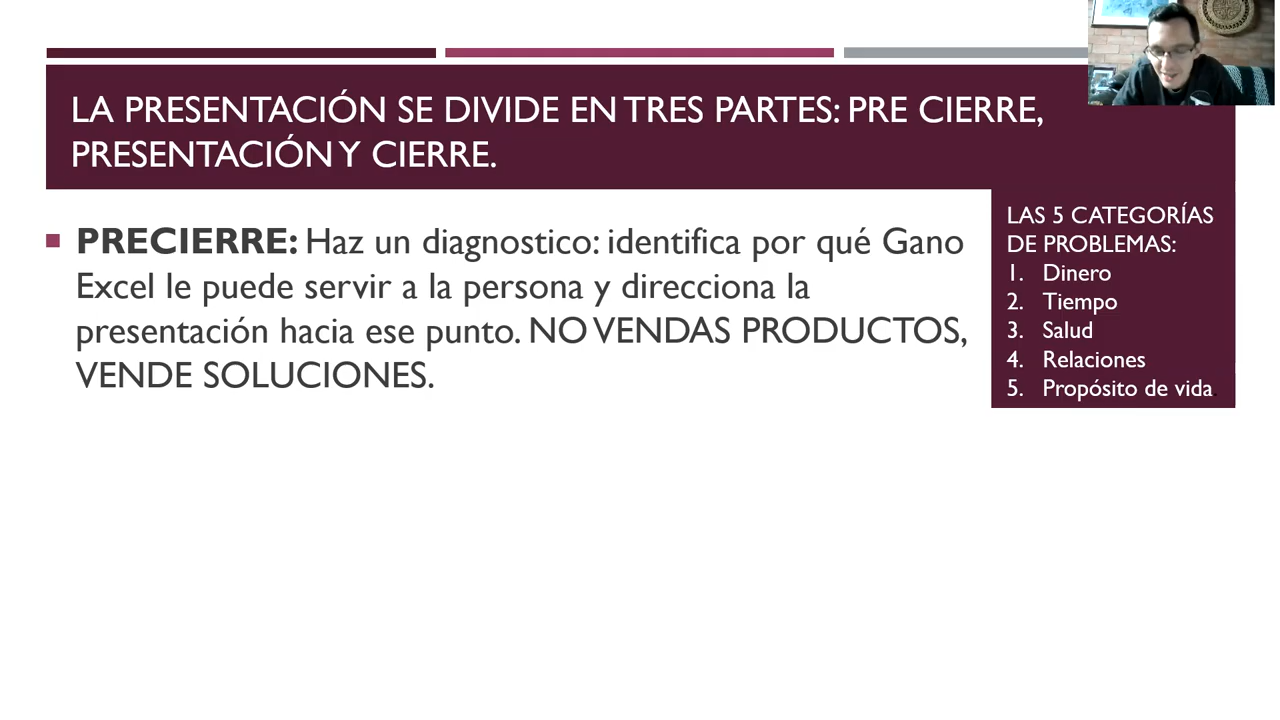 LA PRESENTACIÓN SE DIVIDE EN TRES PARTES: PRE CIERRE,
PRESENTACIÓN Y CIERRE.
PRECIERRE: Haz un diagnostico: identifica por qué Gano
Excel le puede servir a la persona y direcciona la
presentación hacia ese punto. NO VENDAS PRODUCTOS,
VENDE SOLUCIONES.
LAS 5 CATEGORÍAS
DE PROBLEMAS:
1. Dinero
2. Tiempo
3. Salud
4. Relaciones
5. Propósito de vida